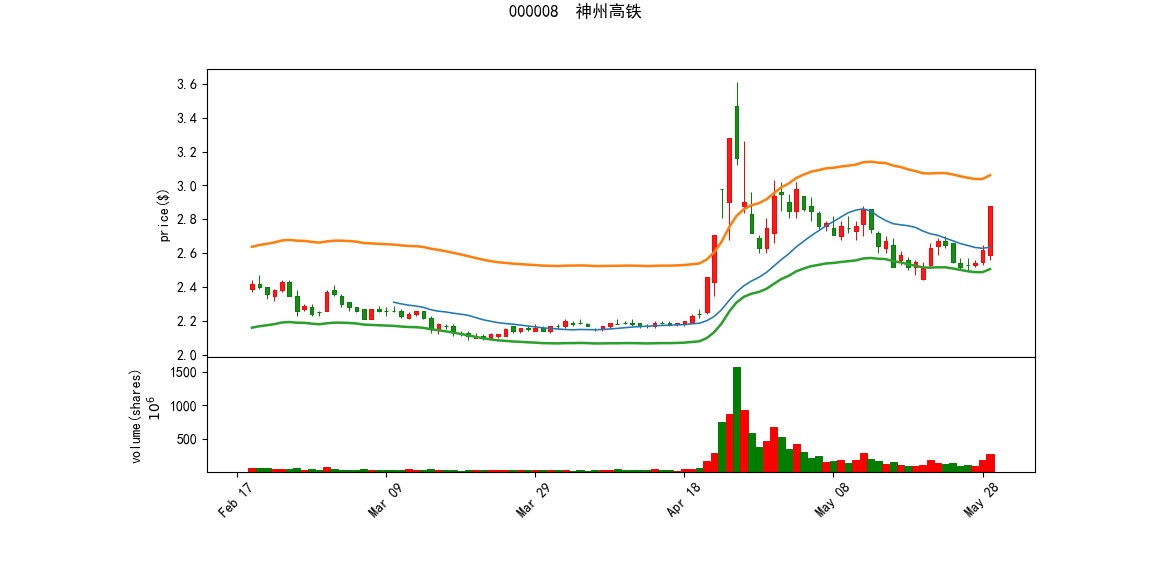 000008  神州高铁
price($)
3.6
3.4
3.2
3.0
2.8
2.6
2.4
2.2
2.0
volume(shares)
10^6
1500
1000
500
Feb 17
Mar 09
Mar 29
Apr 18
May 08
May 28